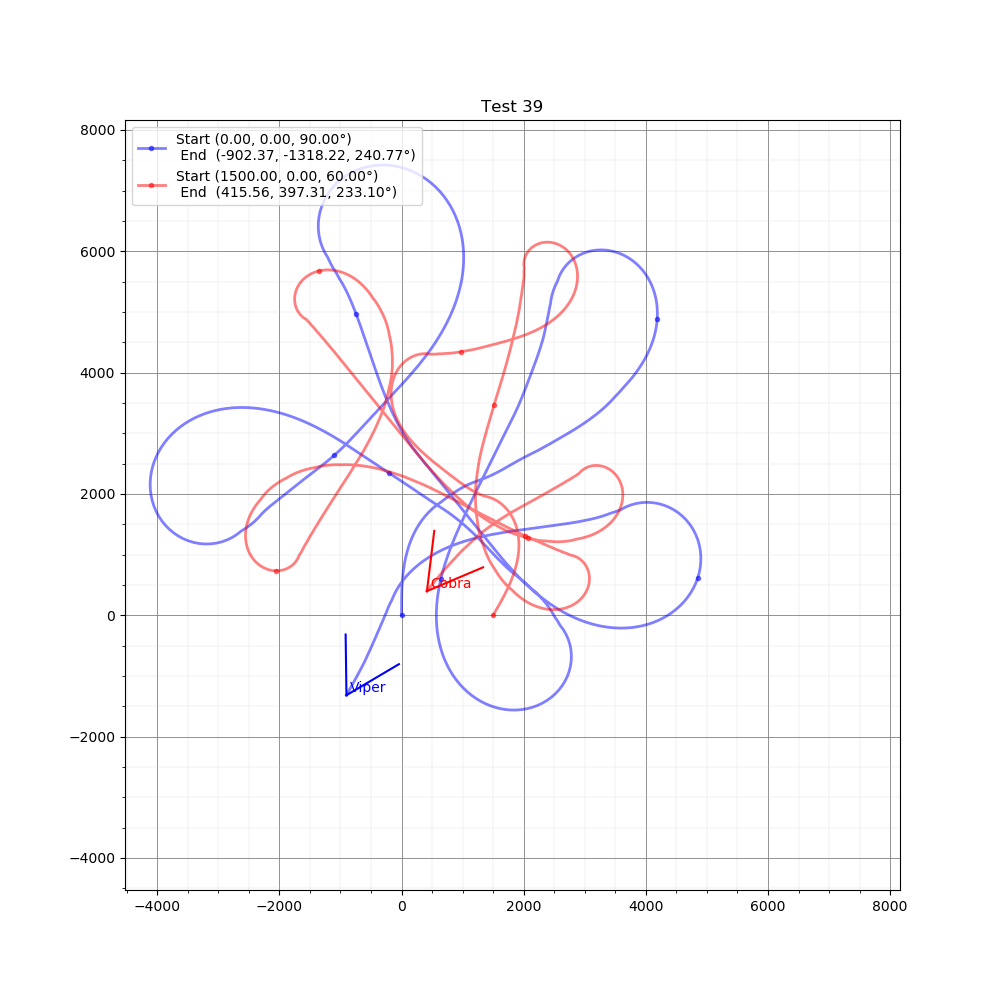 Test 39
Start (0.00, 0.00, 90.00°)
End  (-902.37, -1318.22, 240.77°)
Start (1500.00, 0.00, 60.00°)
End  (415.56, 397.31, 233.10°)
8000
6000
4000
2000
0
−2000
−4000
Cobra
Viper
−4000 −2000 0 2000 4000 6000 8000